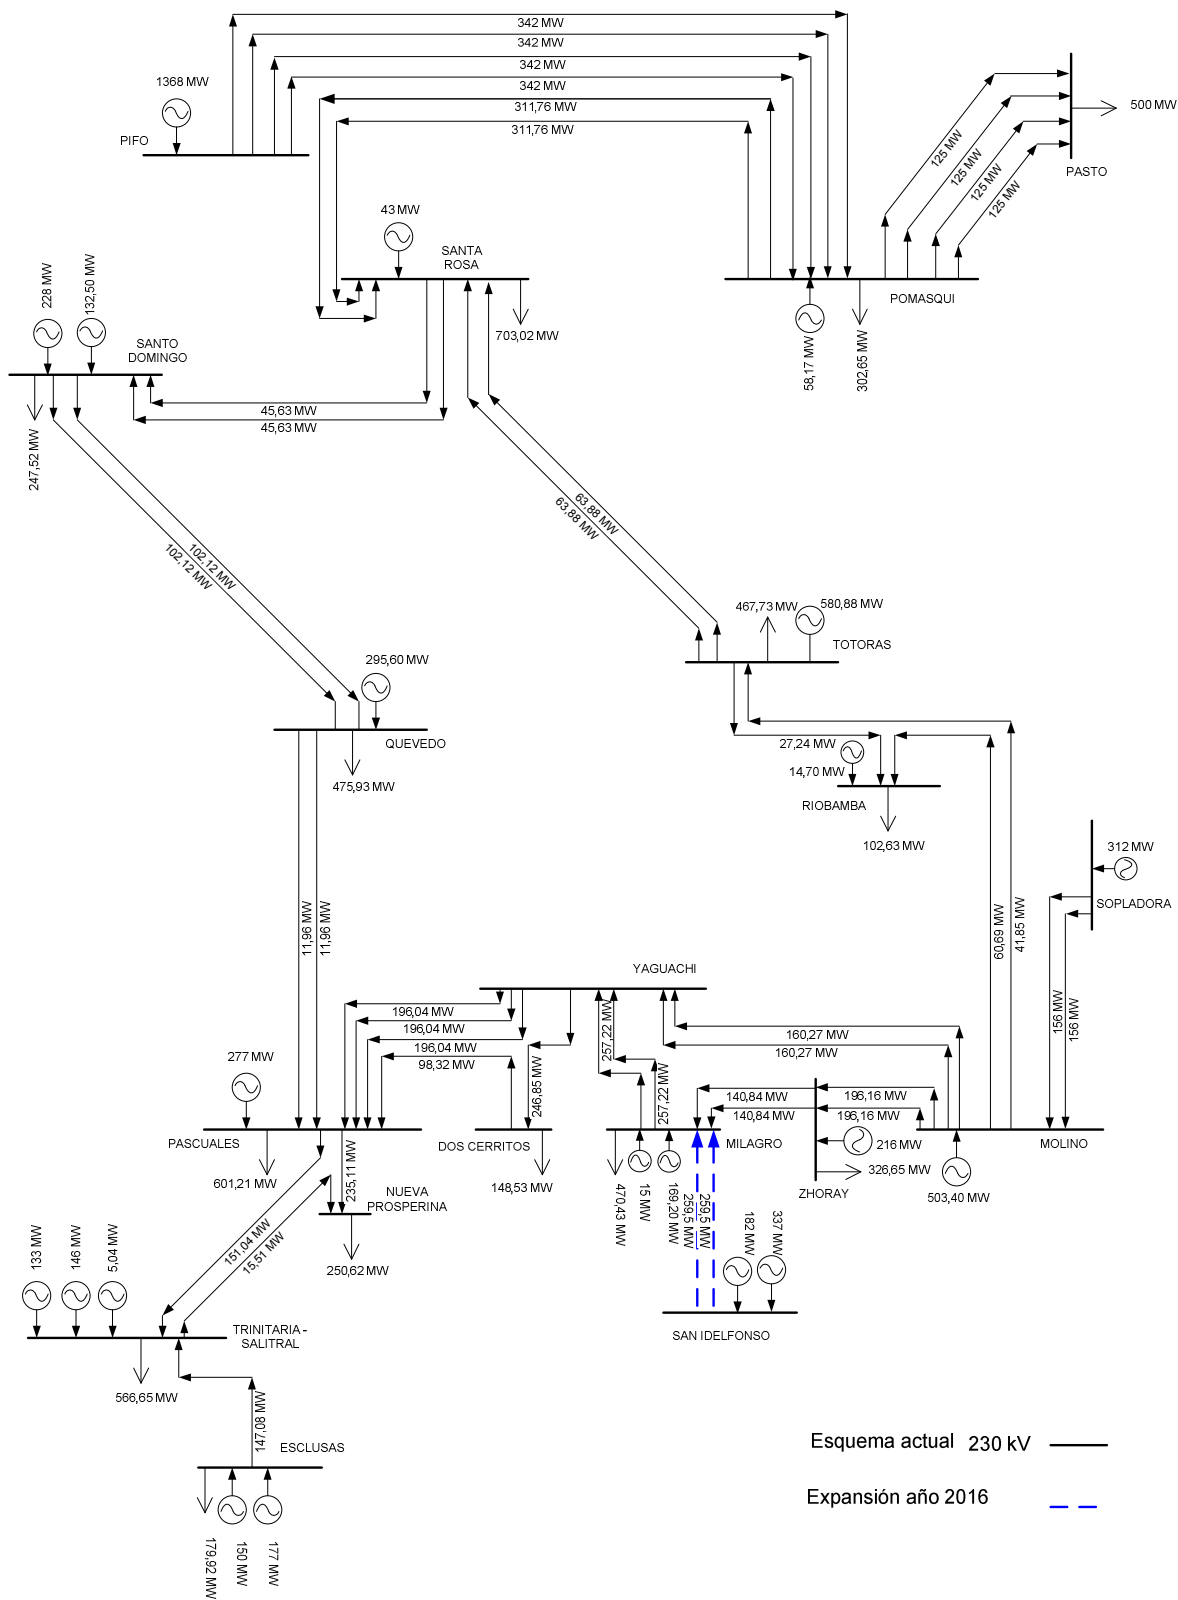 342 MW
342 MW
342 MW
342 MW
311,76 MW
311,76 MW
1368 MW
PIFO
125 MW
125 MW
125 MW
125 MW
500 MW
PASTO
43 MW
SANTA
ROSA
703,02 MW
POMASQUI
58,17 MW
302,65 MW
228 MW
132,50 MW
SANTO
DOMINGO
247,52 MW
45,63 MW
45,63 MW
63,88 MW
63,88 MW
102,12 MW
102,12 MW
467,73 MW
580,88 MW
TOTORAS
295,60 MW
QUEVEDO
475,93 MW
27,24 MW
14,70 MW
RIOBAMBA
102,63 MW
312 MW
SOPLADORA
60,69 MW
41,85 MW
156 MW
156 MW
11,96 MW
11,96 MW
YAGUACHI
196,04 MW
196,04 MW
196,04 MW
98,32 MW
246,85 MW
257,22 MW
257,22 MW
160,27 MW
160,27 MW
140,84 MW
140,84 MW
196,16 MW
196,16 MW
277 MW
PASCUALES
601,21 MW
DOS CERRITOS
148,53 MW
MILAGRO
470,43 MW
15 MW
169,20 MW
259,5 MW
259,5 MW
216 MW
326,65 MW
ZHORAY
MOLINO
503,40 MW
235,11 MW
NUEVA
PROSPERINA
250,62 MW
151,04 MW
15,51 MW
182 MW
337 MW
SAN IDELFONSO
133 MW
146 MW
5,04 MW
TRINITARIA -
SALITRAL
566,65 MW
147,08 MW
ESCLUSAS
179,92 MW
150 MW
177 MW
Esquema actual 230 kV
Expansión año 2016